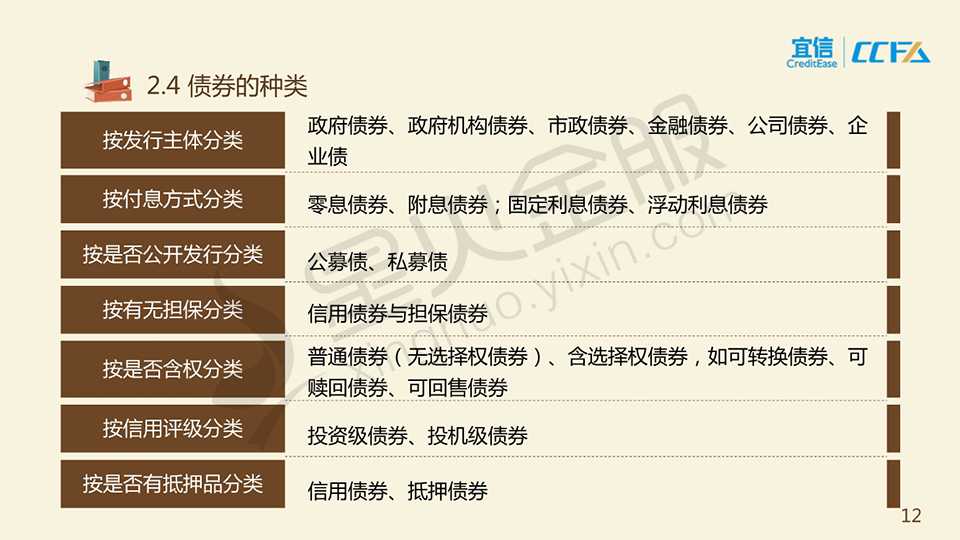 宜信
CreditEase
CCFA
2.4 债券的种类
按发行主体分类
政府债券、政府机构债券、市政债券、金融债券、公司债券、企
业债
按付息方式分类
零息债券、附息债券；固定利息债券、浮动利息债券
按是否公开发行分类
公募债、私募债
按有无担保分类
信用债券与担保债券
按是否含权分类
普通债券（无选择权债券）、含选择权债券，如可转换债券、可
赎回债券、可回售债券
按信用评级分类
投资级债券、投机级债券
按是否有抵押品分类
信用债券、抵押债券
星火金服
xinghuo.yixin.com
12